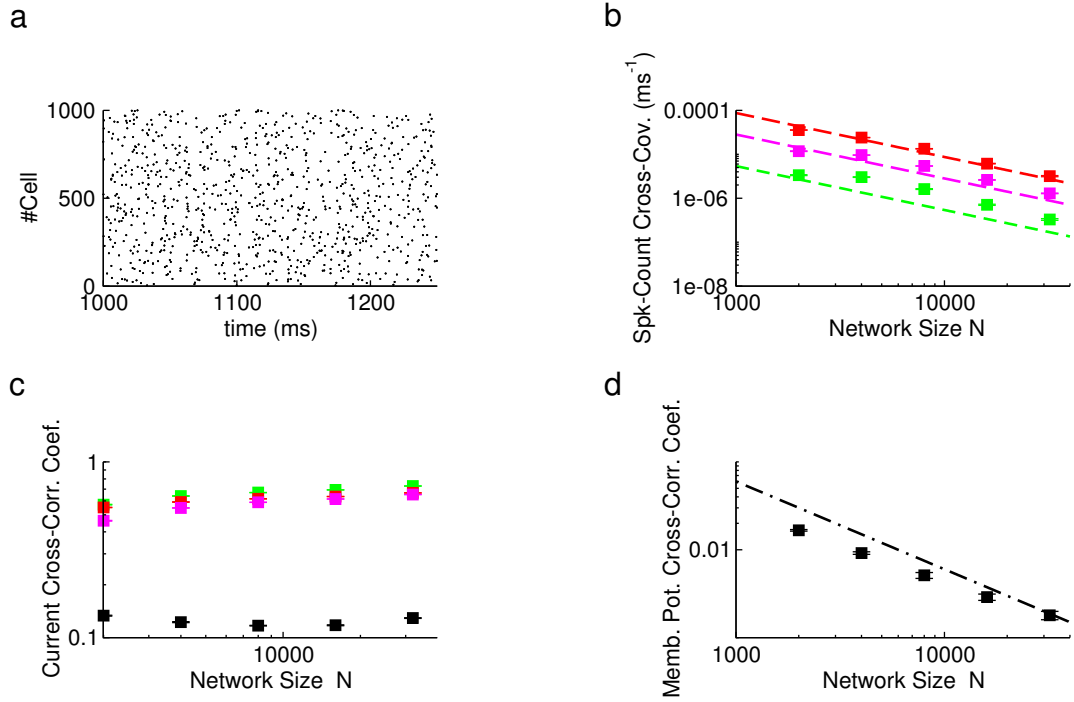 a
1000
500
0
#Cell
1000
1100
1200
time (ms)
b
0.0001
1e-06
1e-08
Spk-Count Cross-Cov. (ms⁻¹)
1000
10000
Network Size N
c
1
0.1
Current Cross-Corr. Coef.
10000
Network Size N
d
0.01
Memb. Pot. Cross-Corr. Coef.
1000
10000
Network Size N